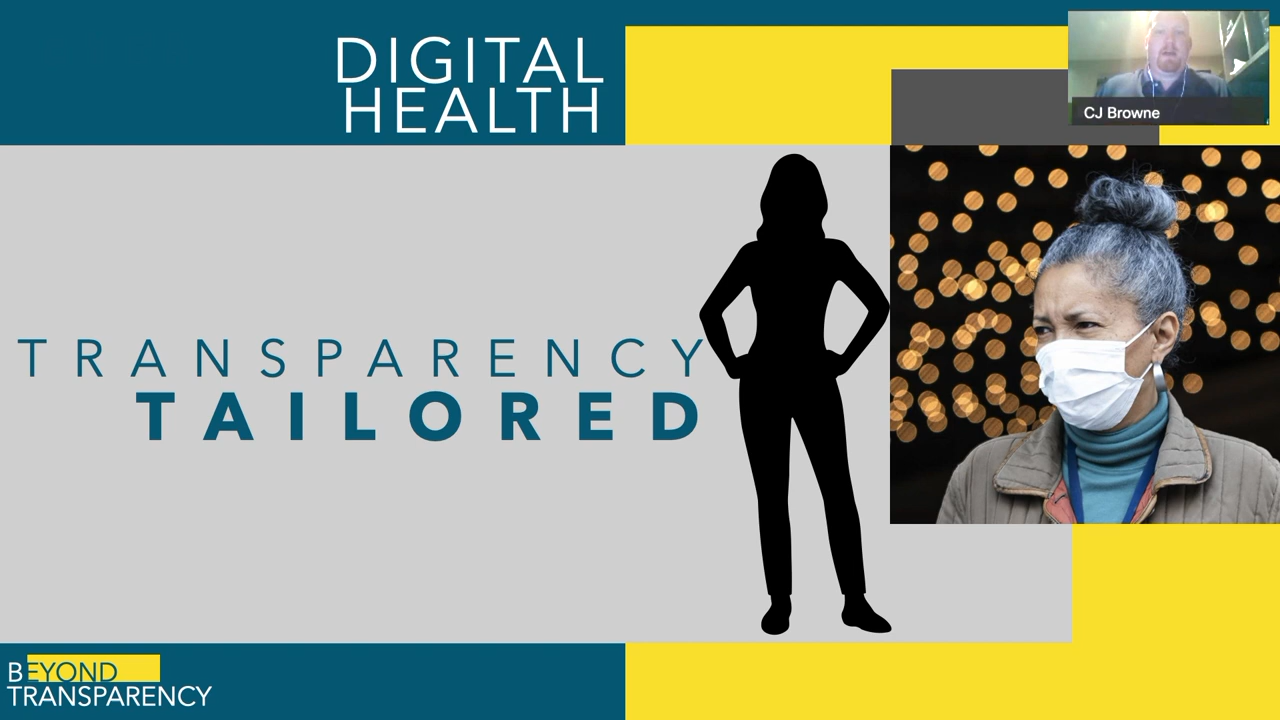 DIGITAL
HEALTH
CJ Browne
TRANSPARENCY
TAILORED
BEYOND
TRANSPARENCY